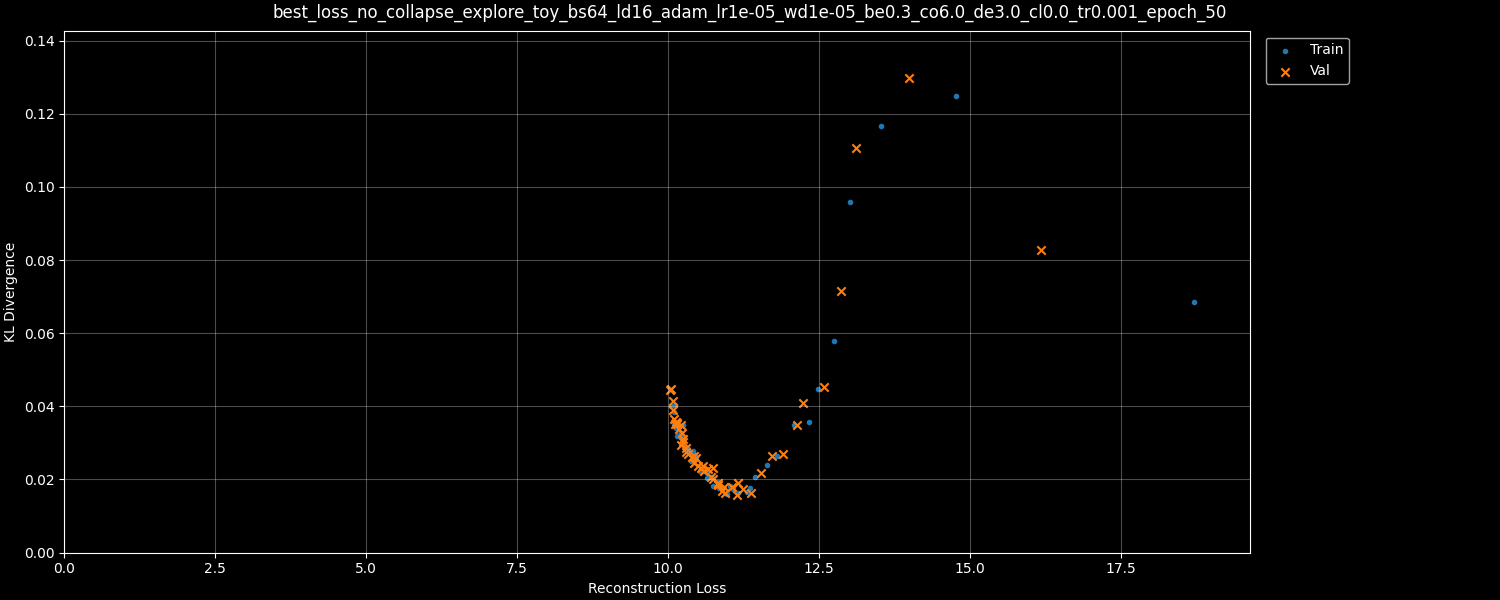 best_loss_no_collapse_explore_toy_bs64_ld16_adam_lr1e-05_wd1e-05_be0.3_co6.0_de3.0_cl0.0_tr0.001_epoch_50
Train
Val
0.14
0.12
0.10
0.08
0.06
0.04
0.02
0.00
KL Divergence
0.0 2.5 5.0 7.5 10.0 12.5 15.0 17.5
Reconstruction Loss